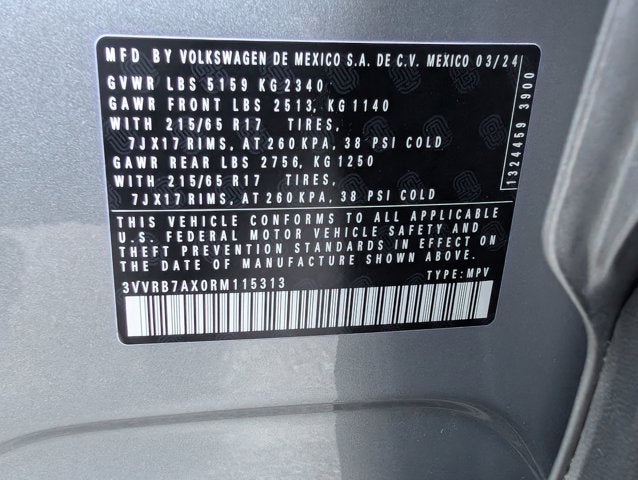 MFD BY VOLKSWAGEN DE MEXICO S.A. DE C.V. MEXICO 03/24
GVWR LBS 5159 KG 2340
GAWR FRONT LBS 2513, KG 1140
WITH 215/65 R17 TIRES,
7JX17 RIMS, AT 260 KPA, 38 PSI COLD
GAWR REAR LBS 2756, KG 1250
WITH 215/65 R17 TIRES,
7JX17 RIMS, AT 260 KPA, 38 PSI COLD
THIS VEHICLE CONFORMS TO ALL APPLICABLE
U.S. FEDERAL MOTOR VEHICLE SAFETY AND
THEFT PREVENTION STANDARDS IN EFFECT ON
THE DATE OF MANUFACTURE SHOWN ABOVE.
3VVRB7AX0RM115313 TYPE: MPV
1324459 3900